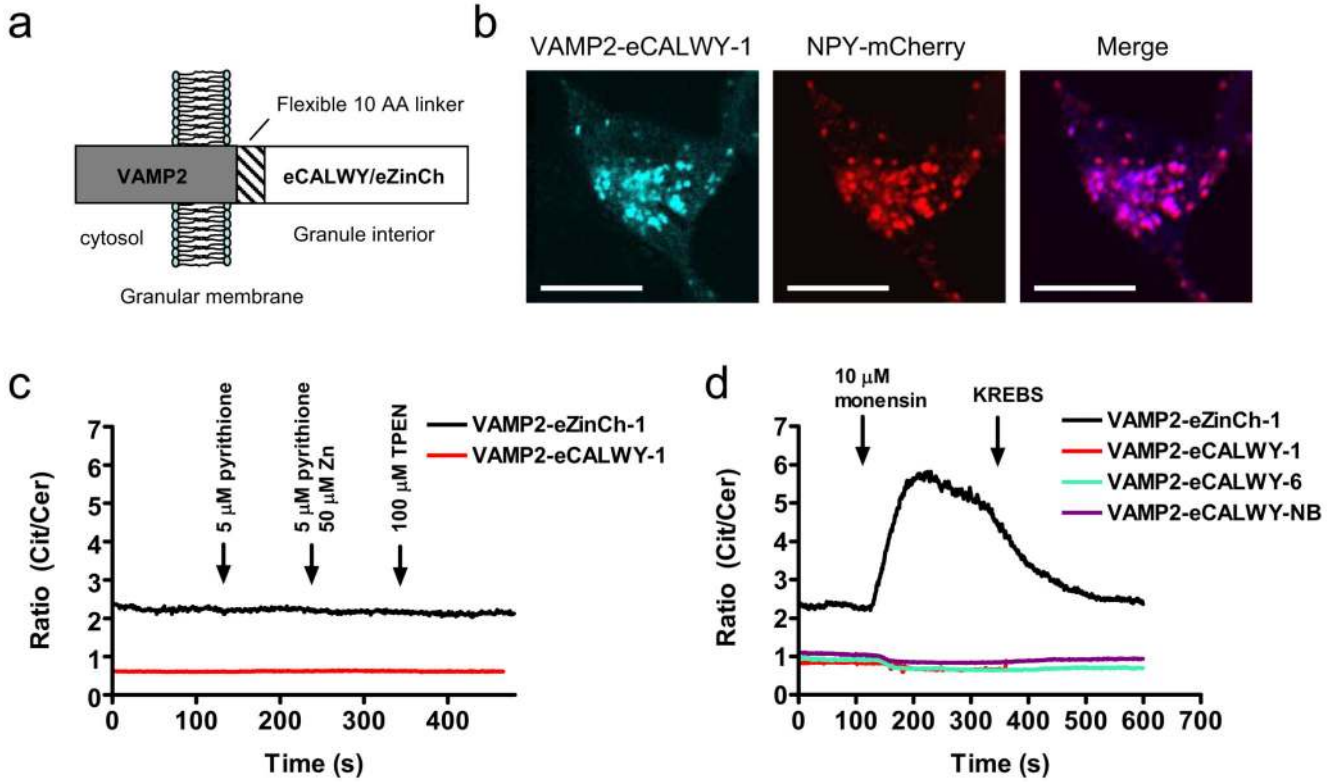 a
Flexible 10 AA linker
VAMP2
eCALWY/eZinCh
cytosol
Granule interior
Granular membrane
b
VAMP2-eCALWY-1
NPY-mCherry
Merge
c
5 µM pyrithione
5 µM pyrithione
50 µM Zn
100 µM TPEN
VAMP2-eZinCh-1
VAMP2-eCALWY-1
Ratio (Cit/Cer)
7
6
5
4
3
2
1
0
0 100 200 300 400
Time (s)
d
10 µM
monensin
KREBS
VAMP2-eZinCh-1
VAMP2-eCALWY-1
VAMP2-eCALWY-6
VAMP2-eCALWY-NB
Ratio (Cit/Cer)
7
6
5
4
3
2
1
0
0 100 200 300 400 500 600 700
Time (s)